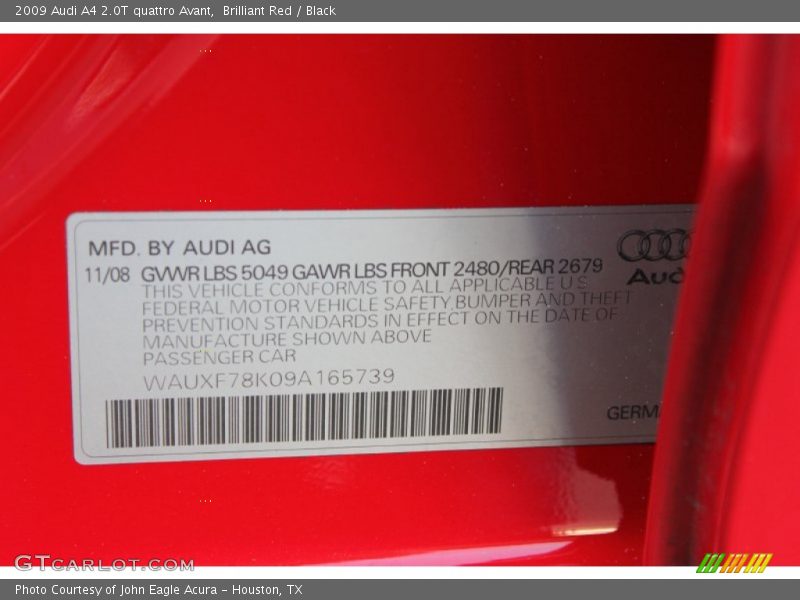 2009 Audi A4 2.0T quattro Avant, Brilliant Red / Black
MFD. BY AUDI AG
11/08 GVWR LBS 5049 GAWR LBS FRONT 2480/REAR 2679
THIS VEHICLE CONFORMS TO ALL APPLICABLE U S
FEDERAL MOTOR VEHICLE SAFETY,BUMPER AND THEFT
PREVENTION STANDARDS IN EFFECT ON THE DATE OF
MANUFACTURE SHOWN ABOVE
PASSENGER CAR
WAUXF78K09A165739
Aud
GERMA
GTCARLOT.COM
Photo Courtesy of John Eagle Acura - Houston, TX